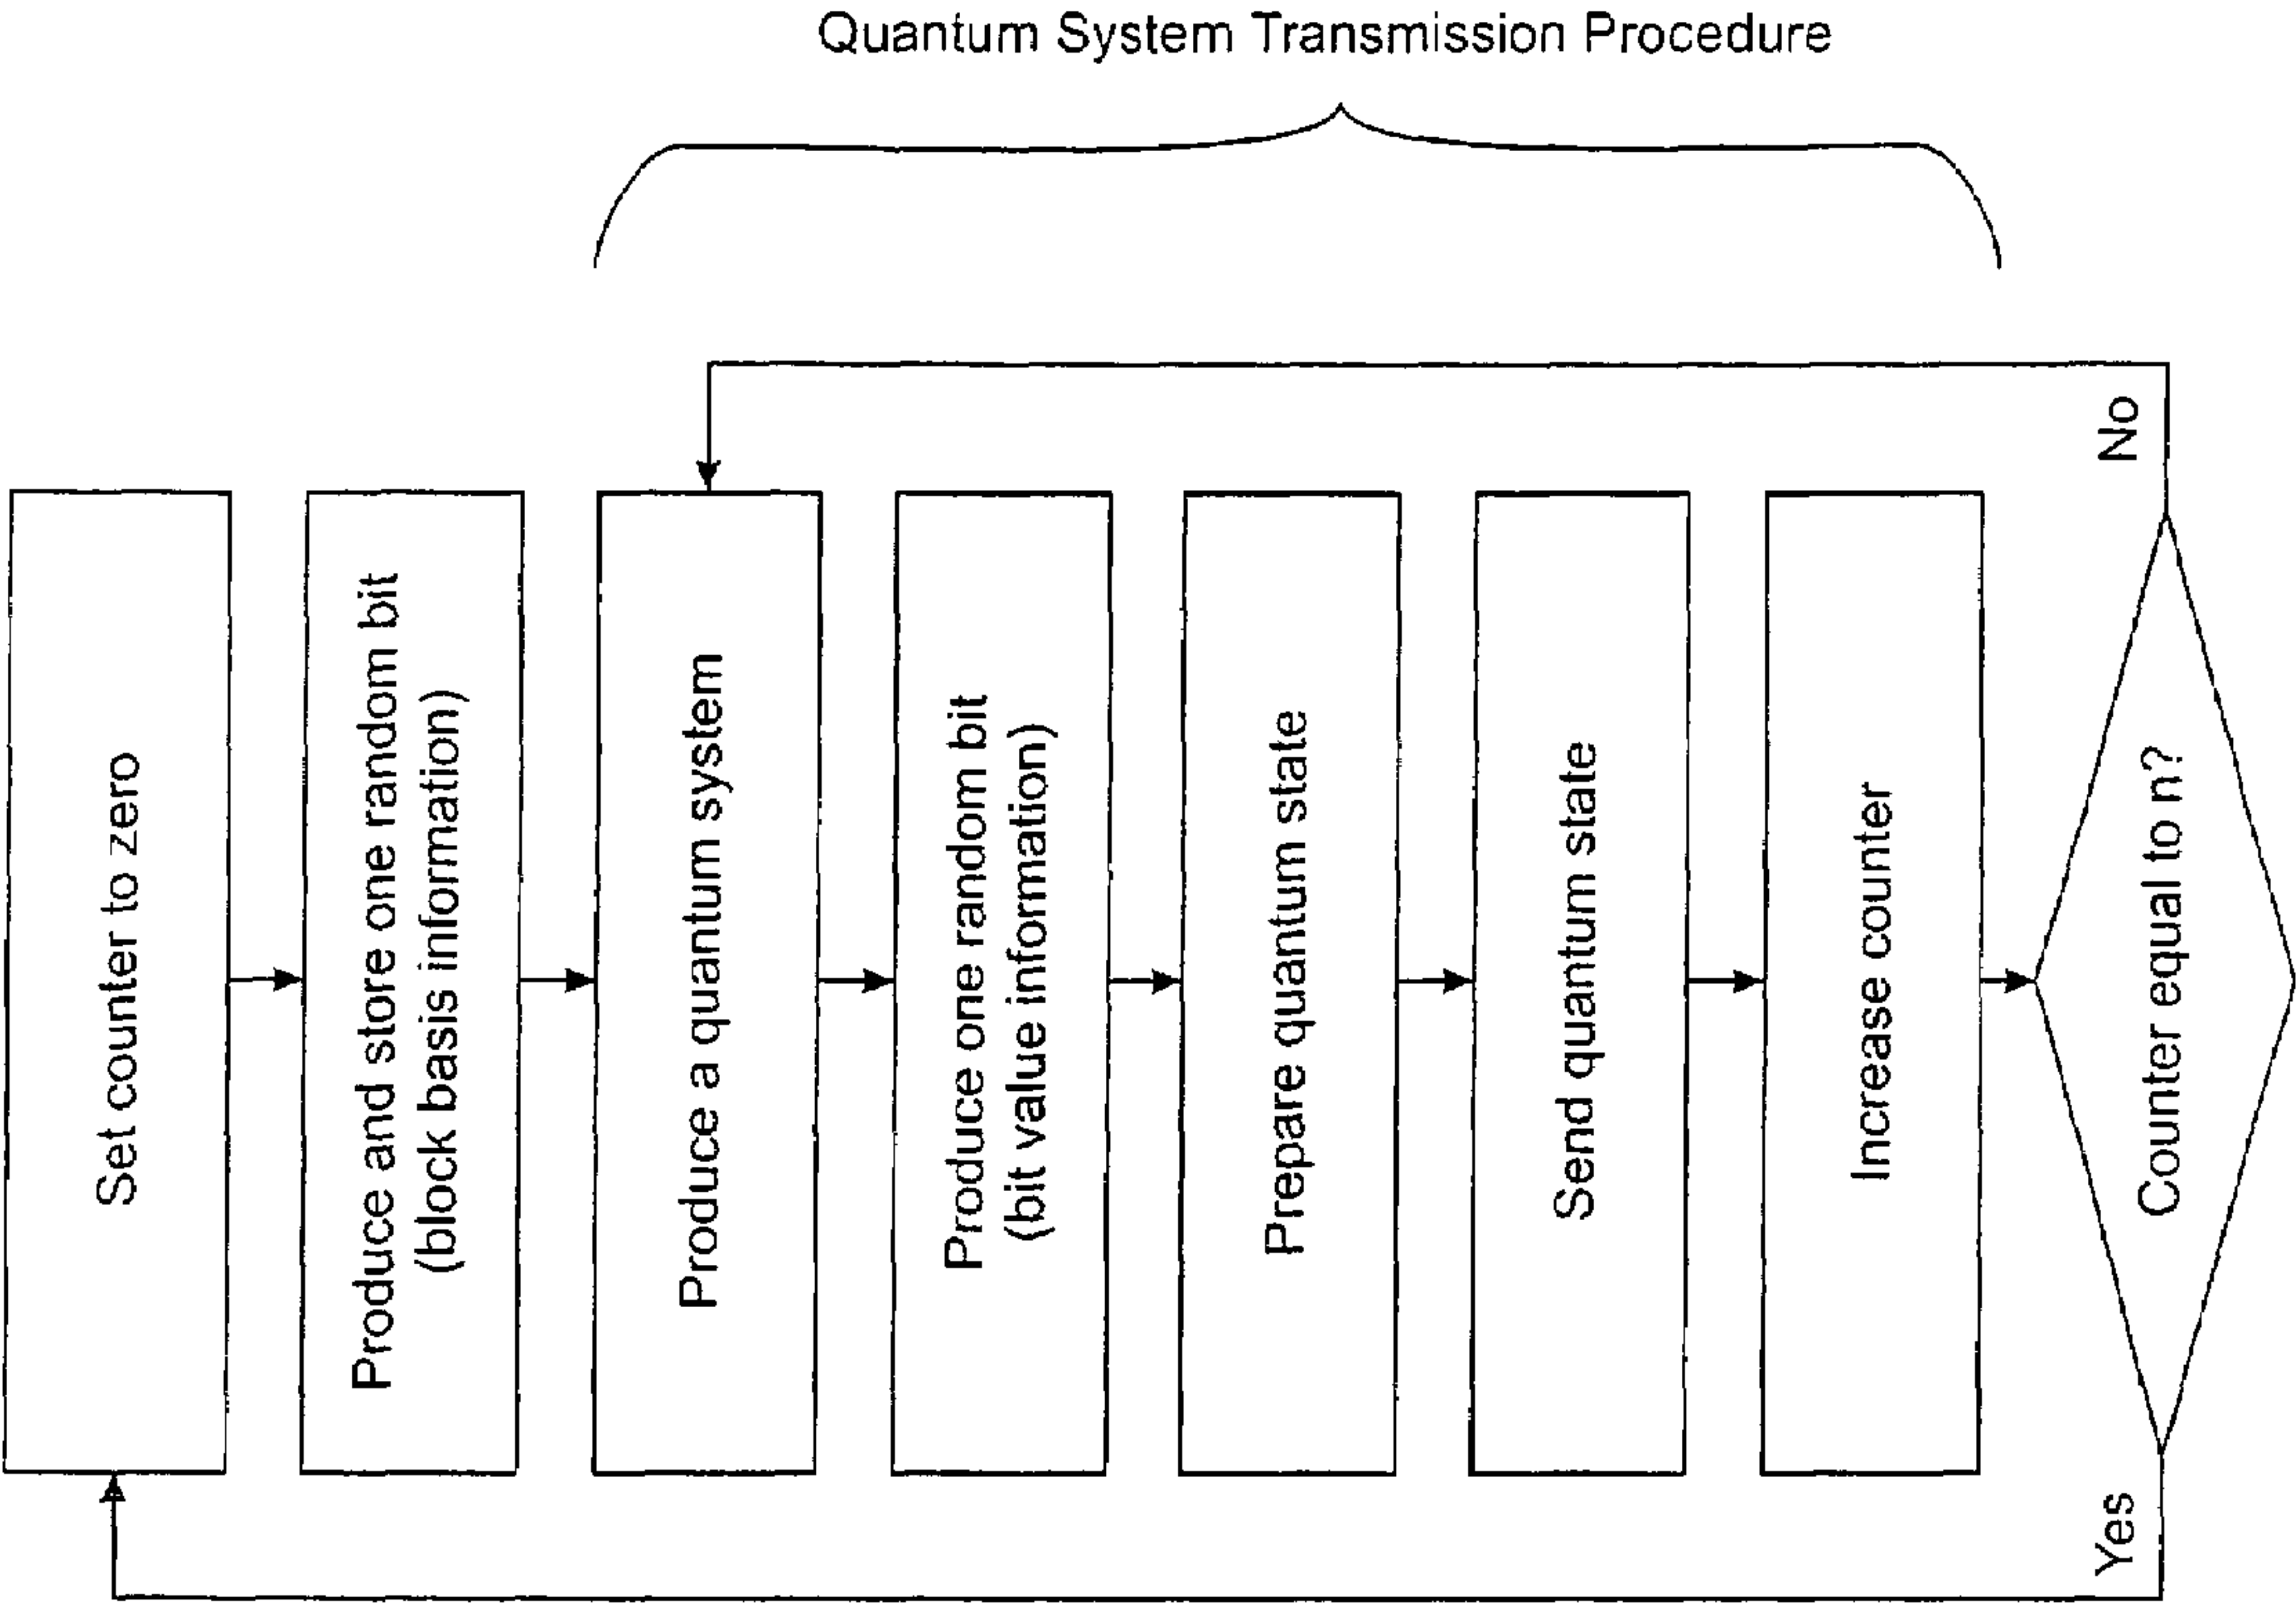 Quantum System Transmission Procedure
Set counter to zero
Produce and store one random bit
(block basis information)
Produce a quantum system
Produce one random bit
(bit value information)
Prepare quantum state
Send quantum state
Increase counter
Counter equal to n?
No
Yes